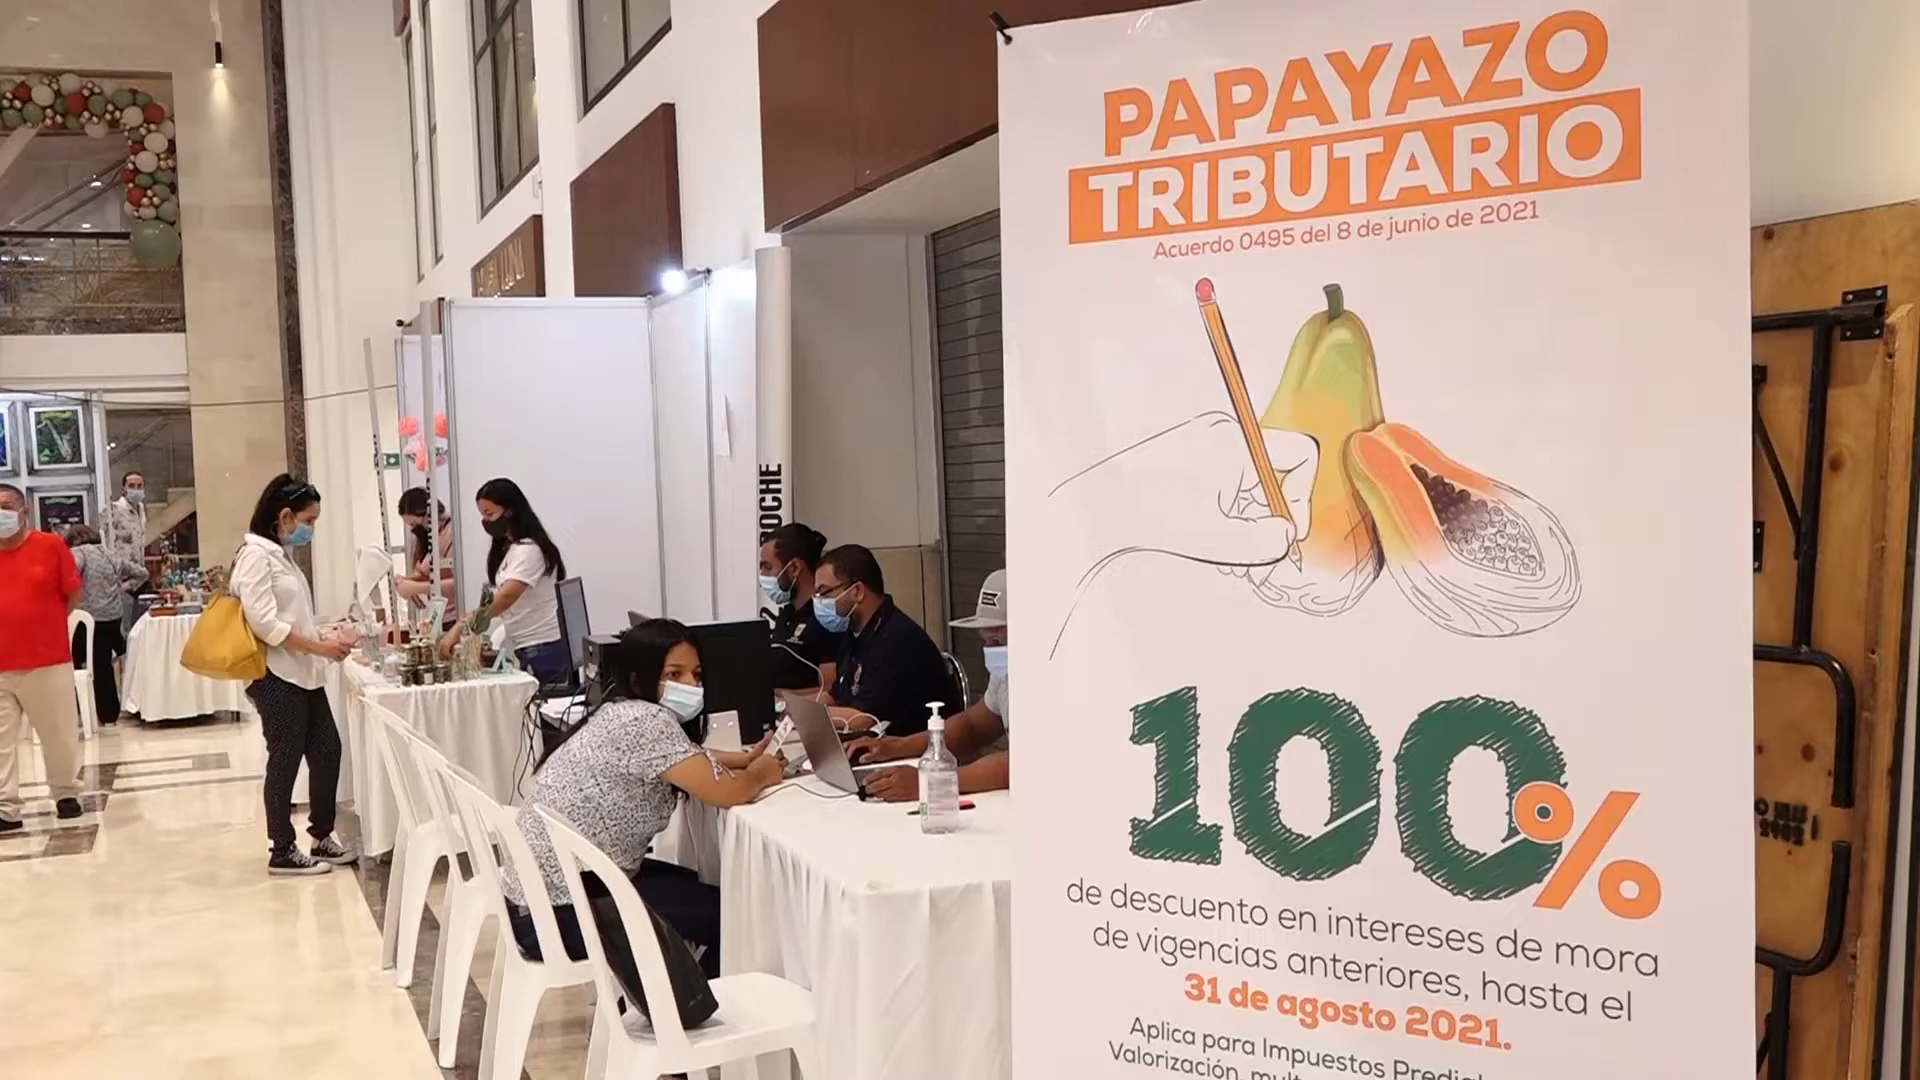 PAPAYAZO
TRIBUTARIO
Acuerdo 0495 del 8 de junio de 2021
100%
de descuento en intereses de mora
de vigencias anteriores, hasta el
31 de agosto 2021.
Aplica para Impuestos
Valorización,